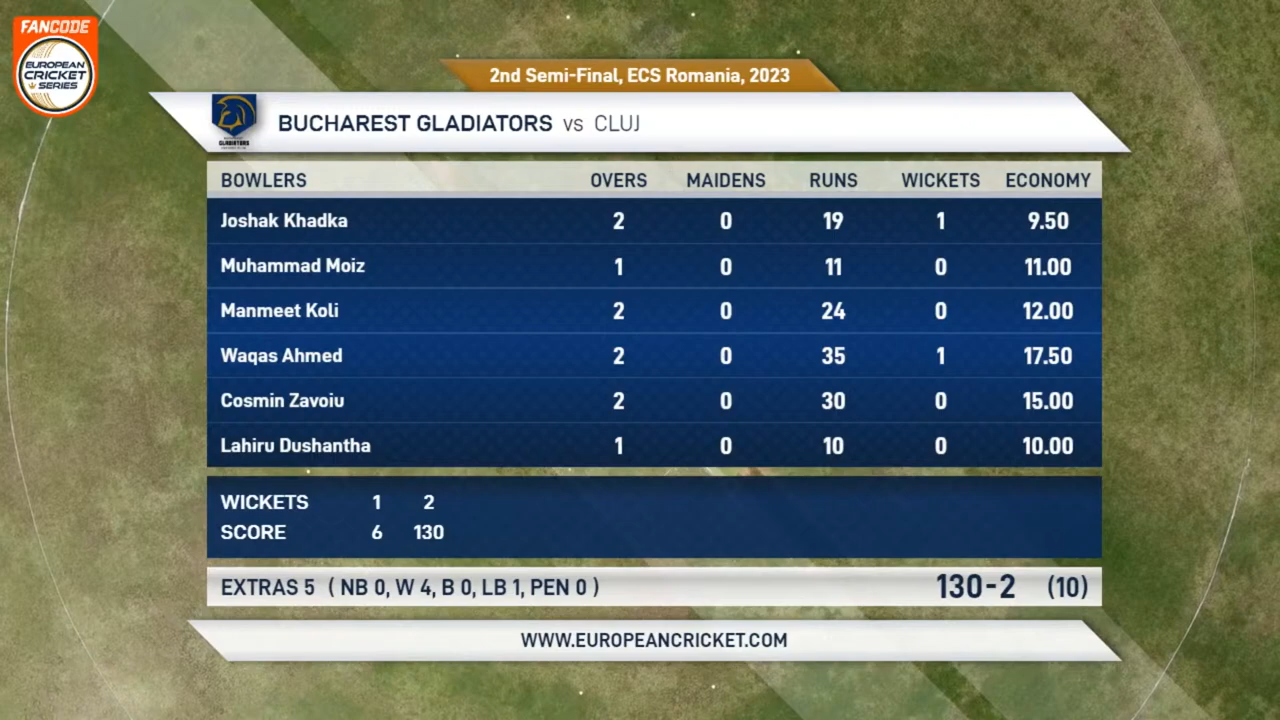 FANCODE
EUROPEAN
CRICKET
SERIES
2nd Semi-Final, ECS Romania, 2023
GLADIATORS
BUCHAREST GLADIATORS vs CLUJ
BOWLERS OVERS MAIDENS RUNS WICKETS ECONOMY
Joshak Khadka 2 0 19 1 9.50
Muhammad Moiz 1 0 11 0 11.00
Manmeet Koli 2 0 24 0 12.00
Waqas Ahmed 2 0 35 1 17.50
Cosmin Zavoiu 2 0 30 0 15.00
Lahiru Dushantha 1 0 10 0 10.00
WICKETS 1 2
SCORE 6 130
EXTRAS 5 ( NB 0, W 4, B 0, LB 1, PEN 0 ) 130-2 (10)
WWW.EUROPEANCRICKET.COM